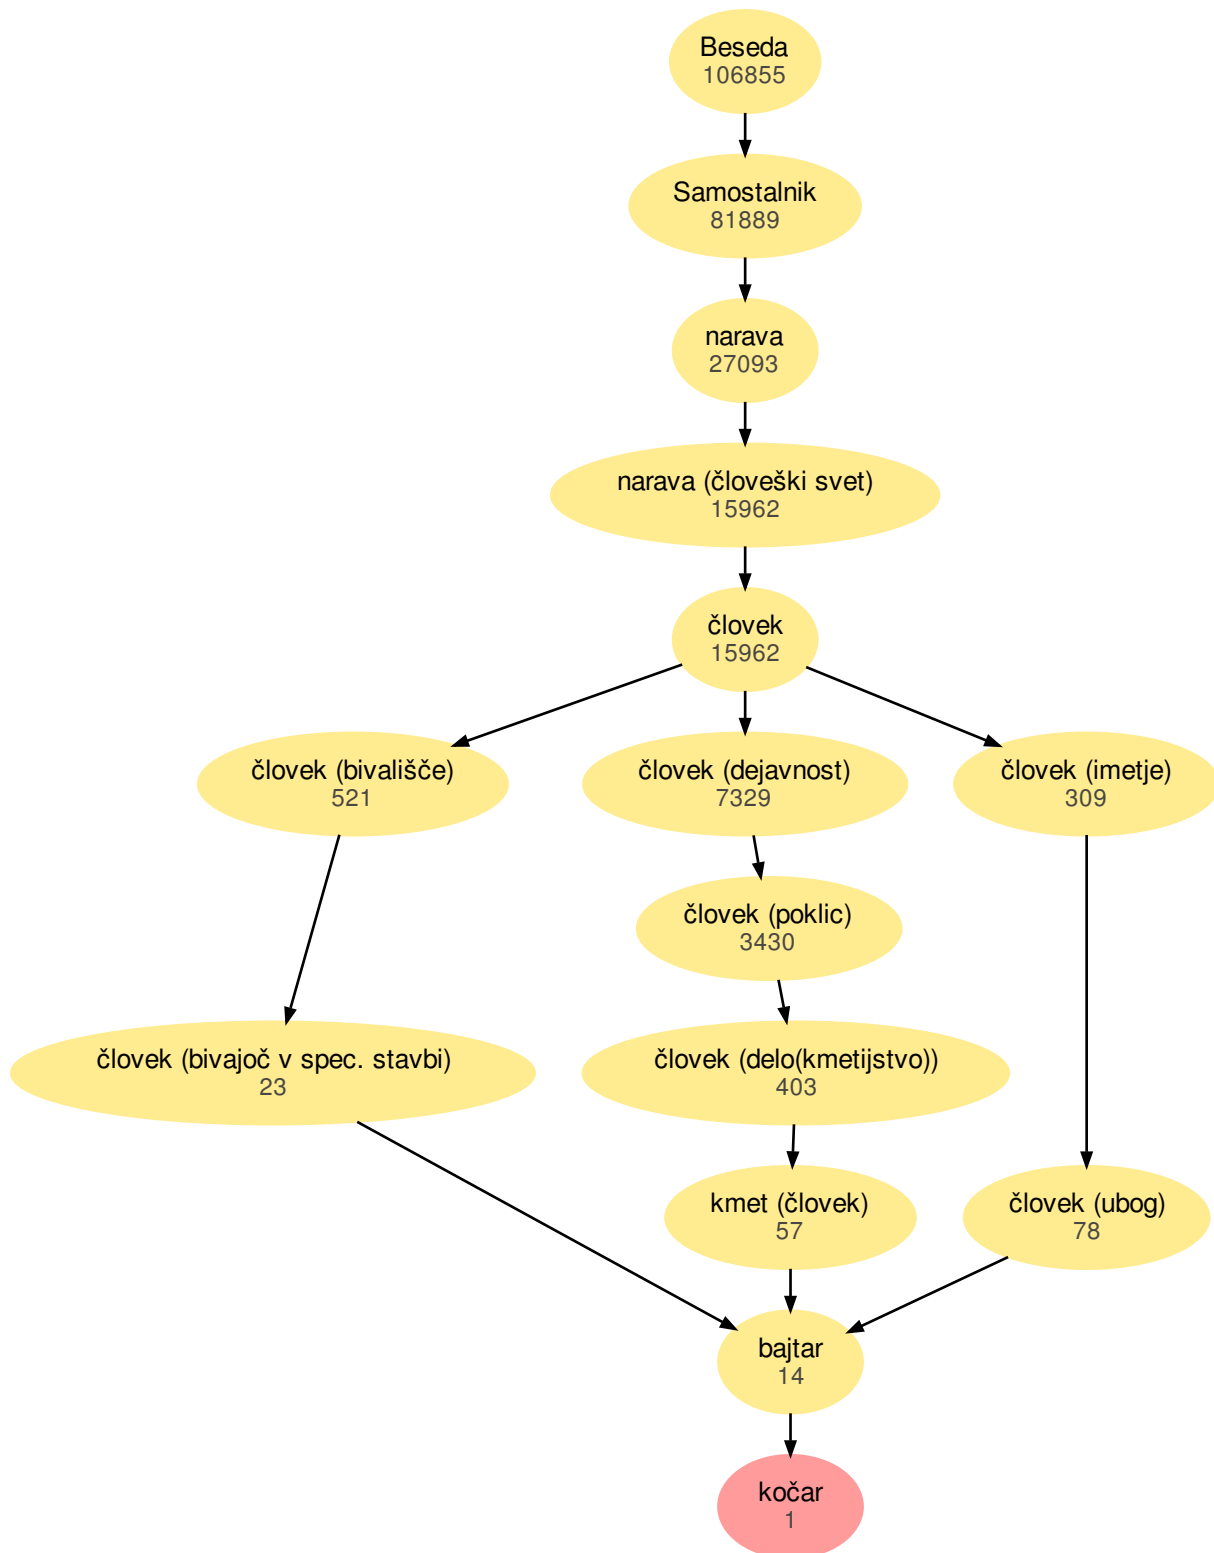 Beseda
106855
Samostalnik
81889
narava
27093
narava (človeški svet)
15962
človek
15962
človek (bivališče)
521
človek (dejavnost)
7329
človek (imetje)
309
človek (poklic)
3430
človek (bivajoč v spec. stavbi)
23
človek (delo(kmetijstvo))
403
kmet (človek)
57
človek (ubog)
78
bajtar
14
kočar
1